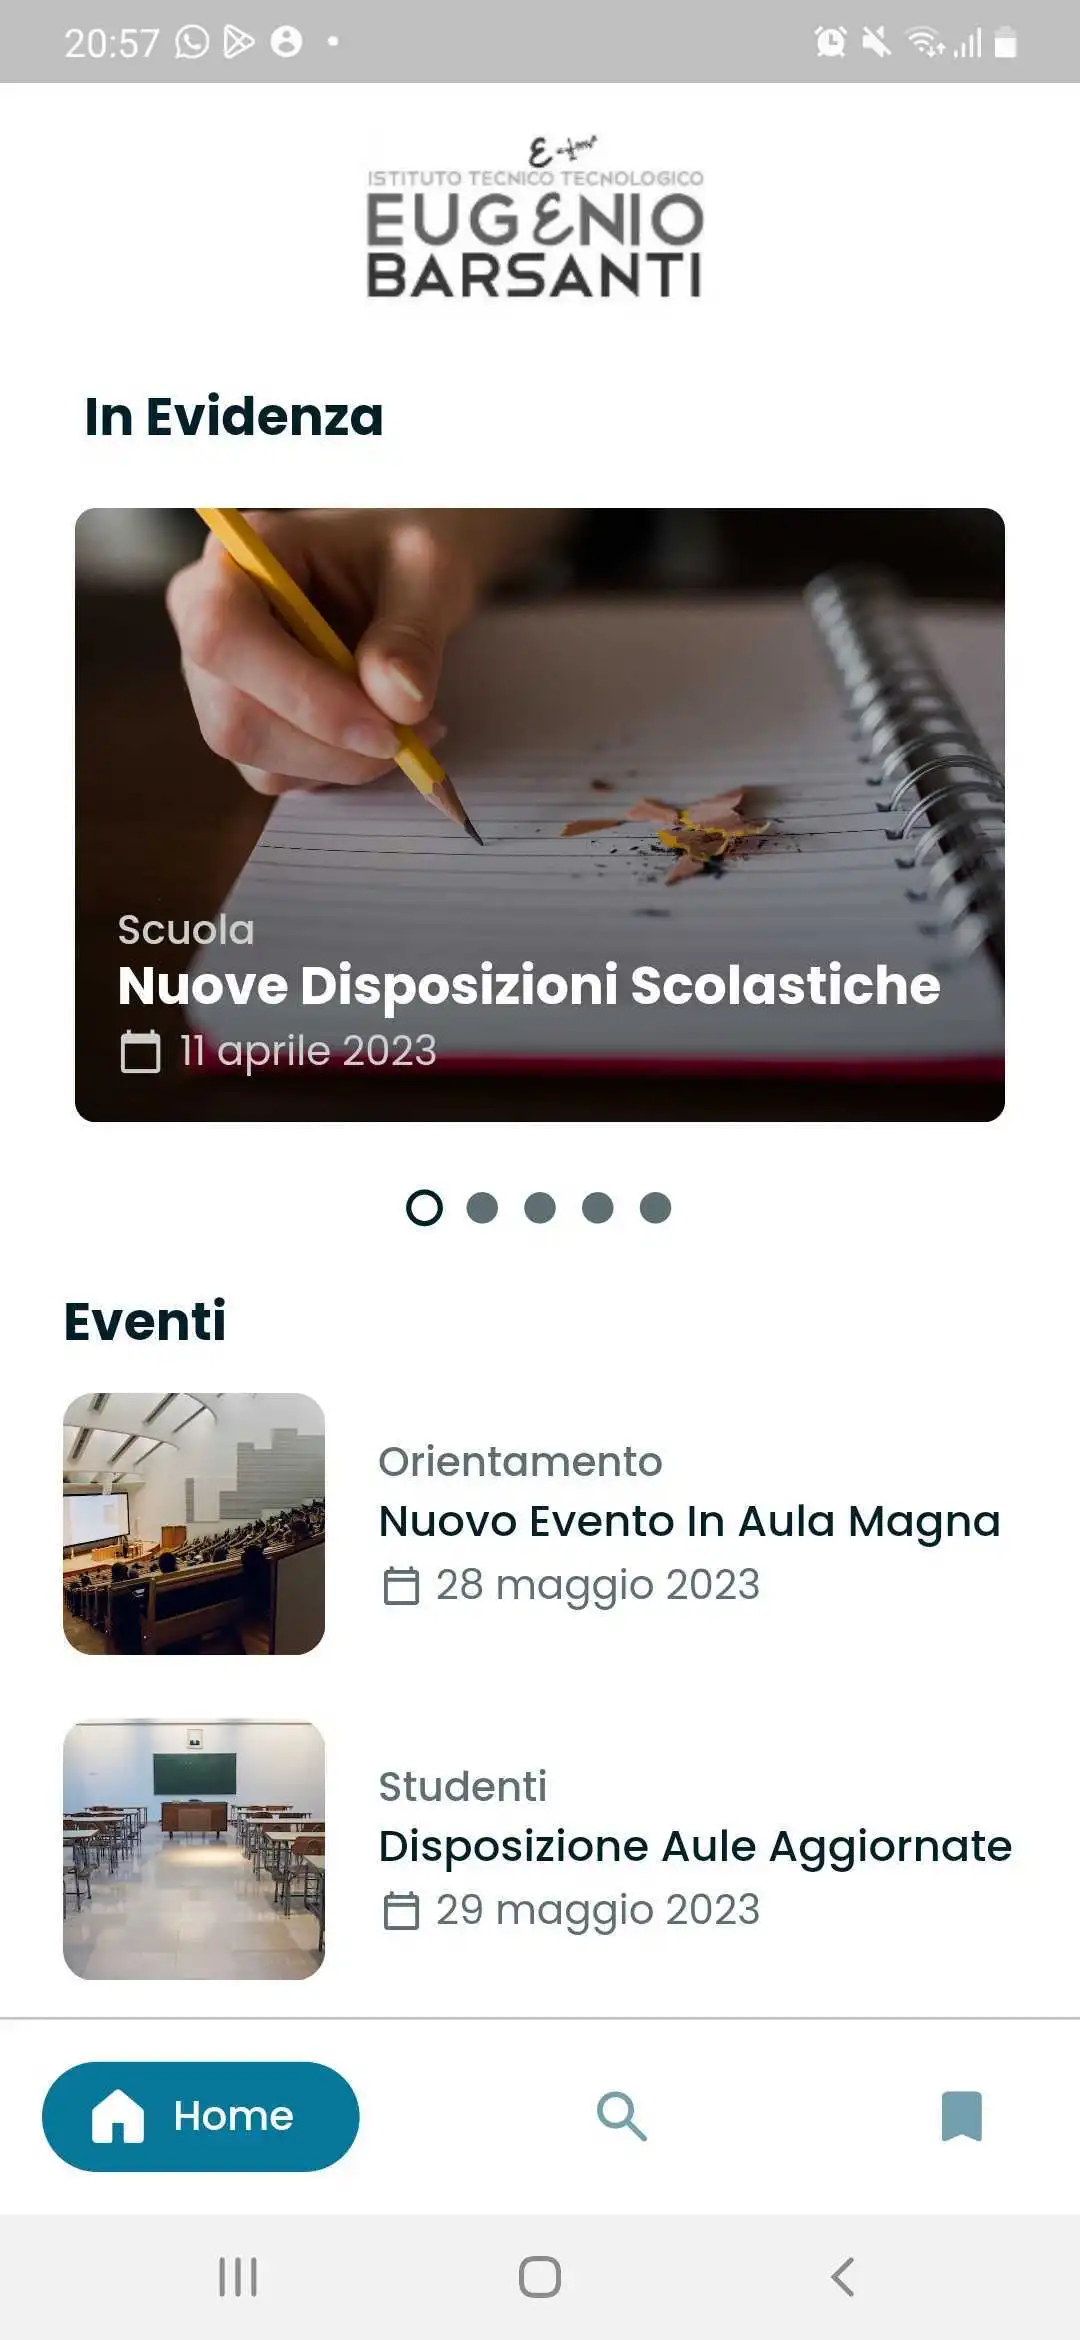 20:57
ISTITUTO TECNICO TECNOLOGICO
EUGENIO
BARSANTI
In Evidenza
Scuola
Nuove Disposizioni Scolastiche
11 aprile 2023
Eventi
Orientamento
Nuovo Evento In Aula Magna
28 maggio 2023
Studenti
Disposizione Aule Aggiornate
29 maggio 2023
Home